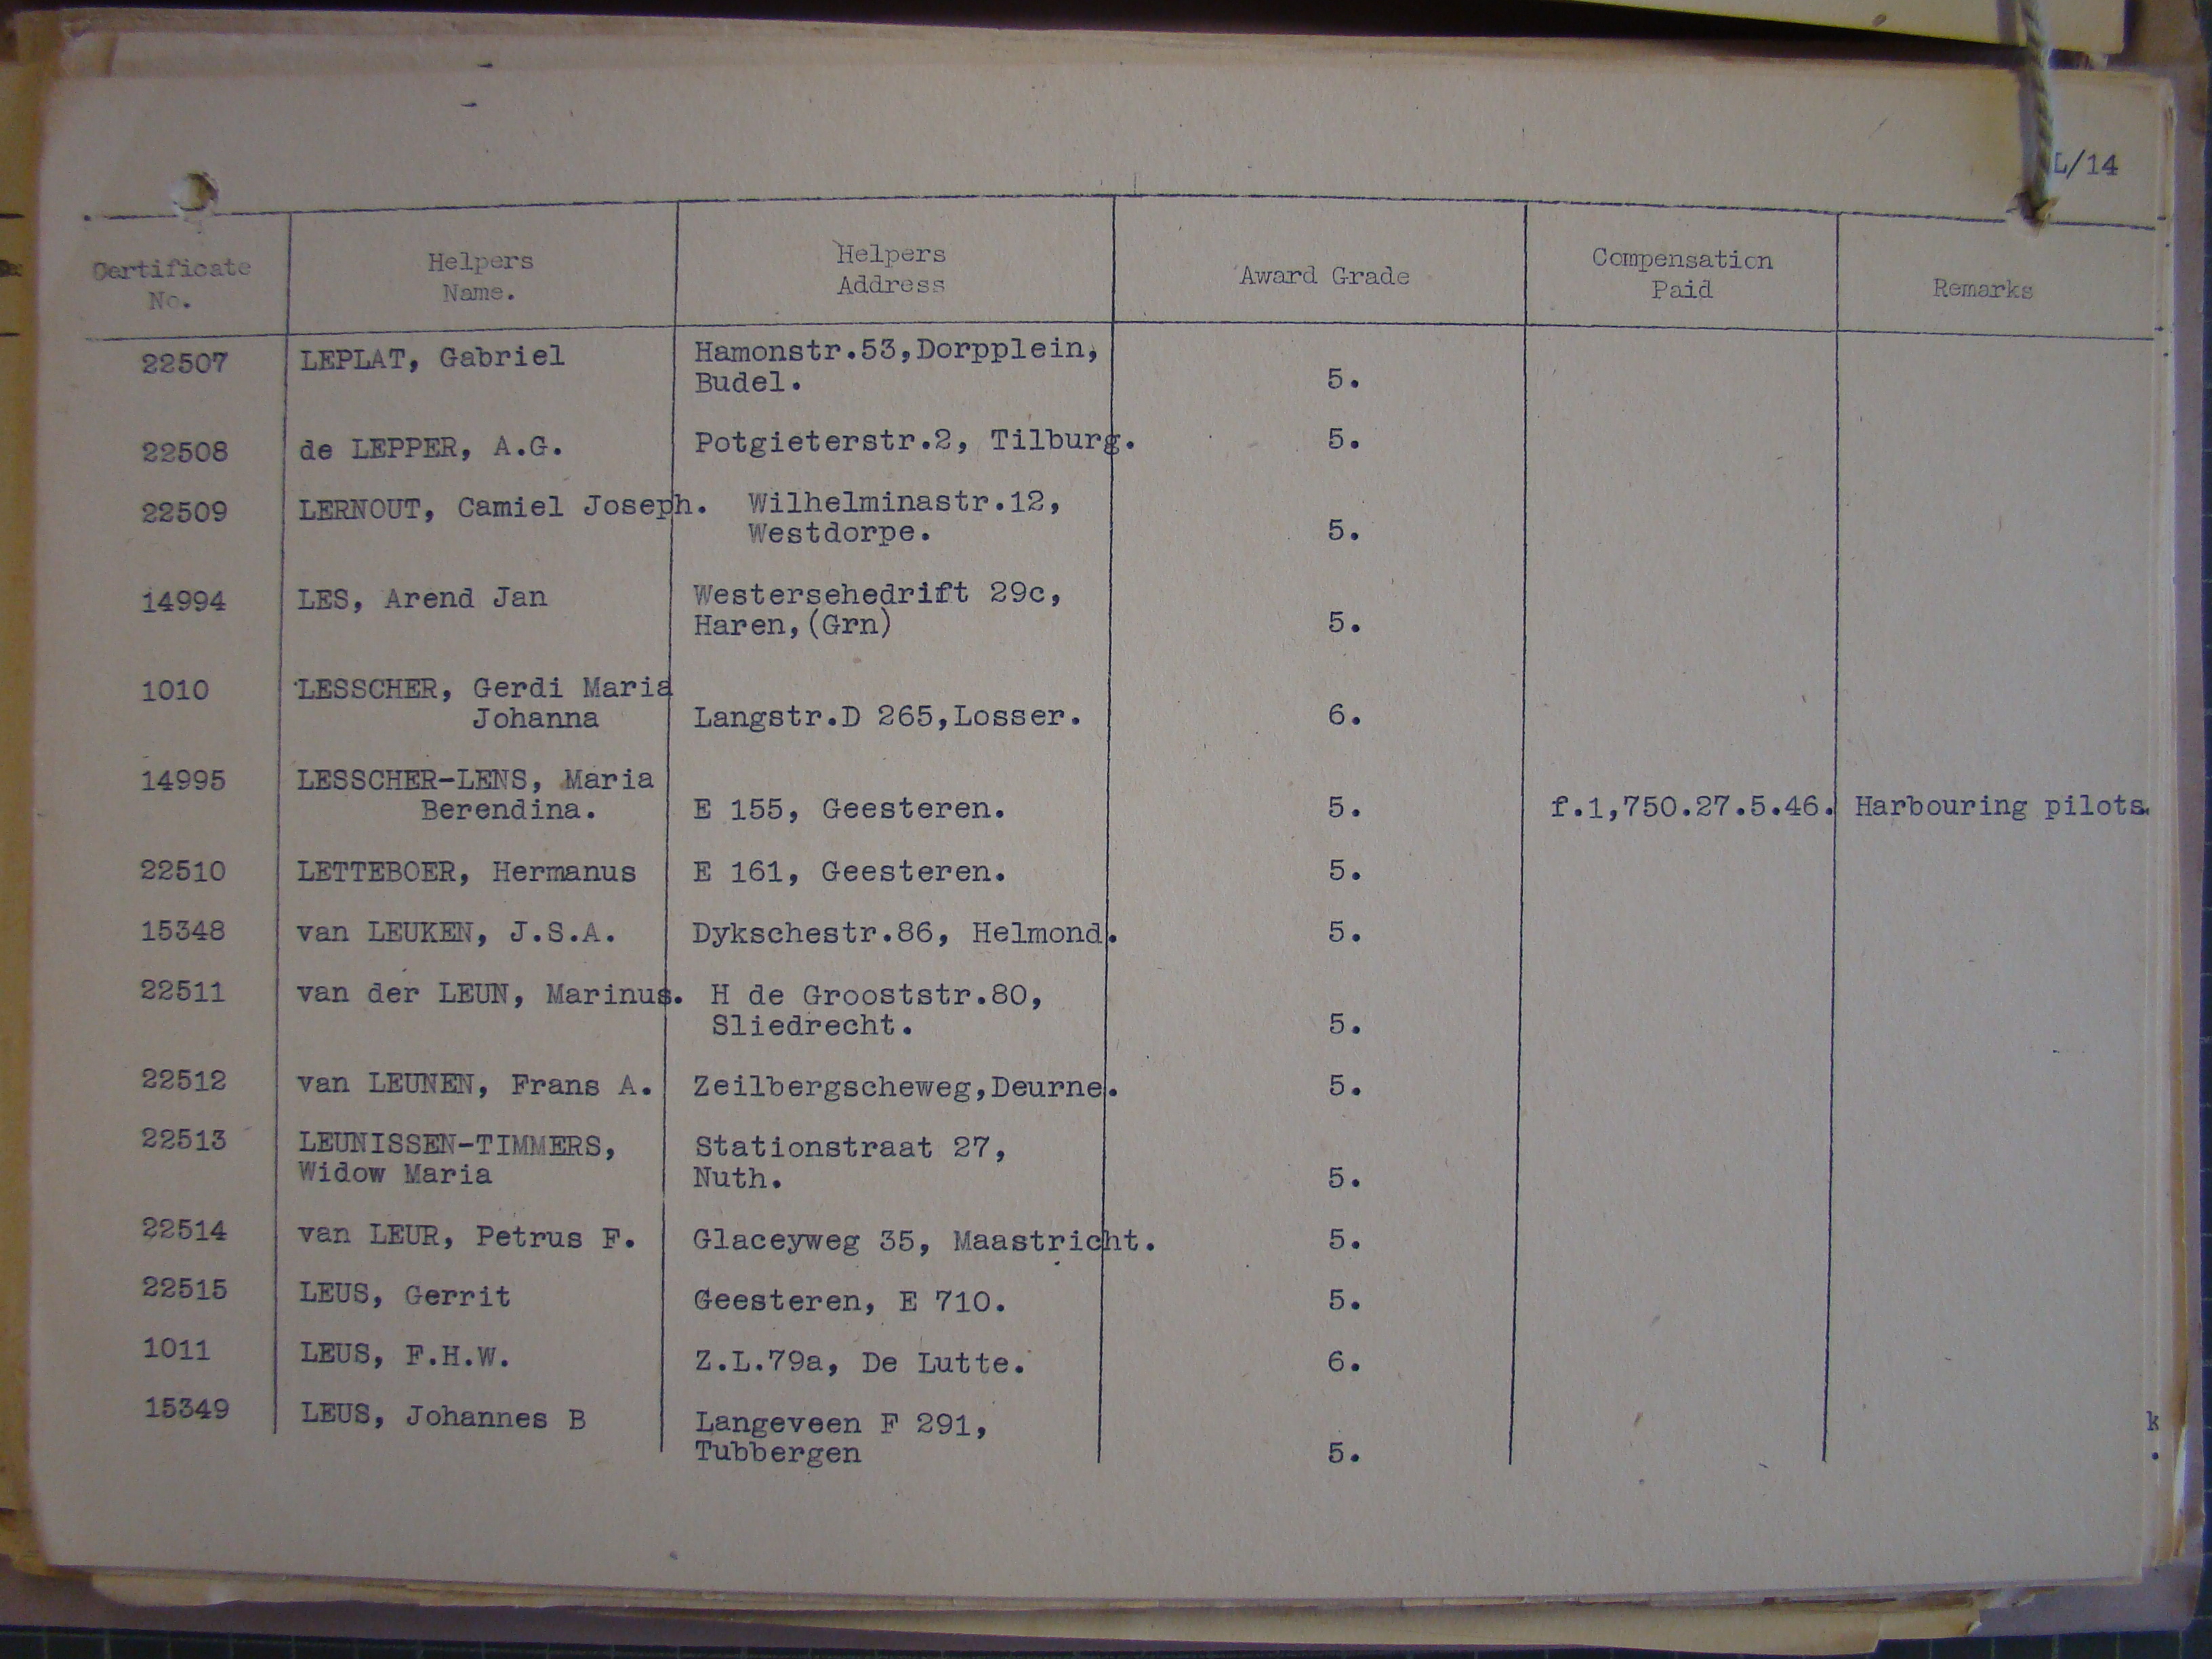 L/14
Certificate No. Helpers Name. Helpers Address Award Grade Compensation Paid Remarks
22507 LEPLAT, Gabriel Hamonstr.53,Dorpplein,
Budel. 5.
22508 de LEPPER, A.G. Potgieterstr.2, Tilburg. 5.
22509 LERNOUT, Camiel Joseph. Wilhelminastr.12,
Westdorpe. 5.
14994 LES, Arend Jan Westersehedrift 29c,
Haren,(Grn) 5.
1010 LESSCHER, Gerdi Maria
Johanna Langstr.D 265,Losser. 6.
14995 LESSCHER-LENS, Maria
Berendina. E 155, Geesteren. 5. f.1,750.27.5.46. Harbouring pilots.
22510 LETTEBOER, Hermanus E 161, Geesteren. 5.
15348 van LEUKEN, J.S.A. Dykschestr.86, Helmond. 5.
22511 van der LEUN, Marinus. H de Grooststr.80,
Sliedrecht. 5.
22512 van LEUNEN, Frans A. Zeilbergscheweg,Deurne. 5.
22513 LEUNISSEN-TIMMERS, Stationstraat 27,
Widow Maria Nuth. 5.
22514 van LEUR, Petrus F. Glaceyweg 35, Maastricht. 5.
22515 LEUS, Gerrit Geesteren, E 710. 5.
1011 LEUS, F.H.W. Z.L.79a, De Lutte. 6.
15349 LEUS, Johannes B Langeveen F 291,
Tubbergen 5.
k